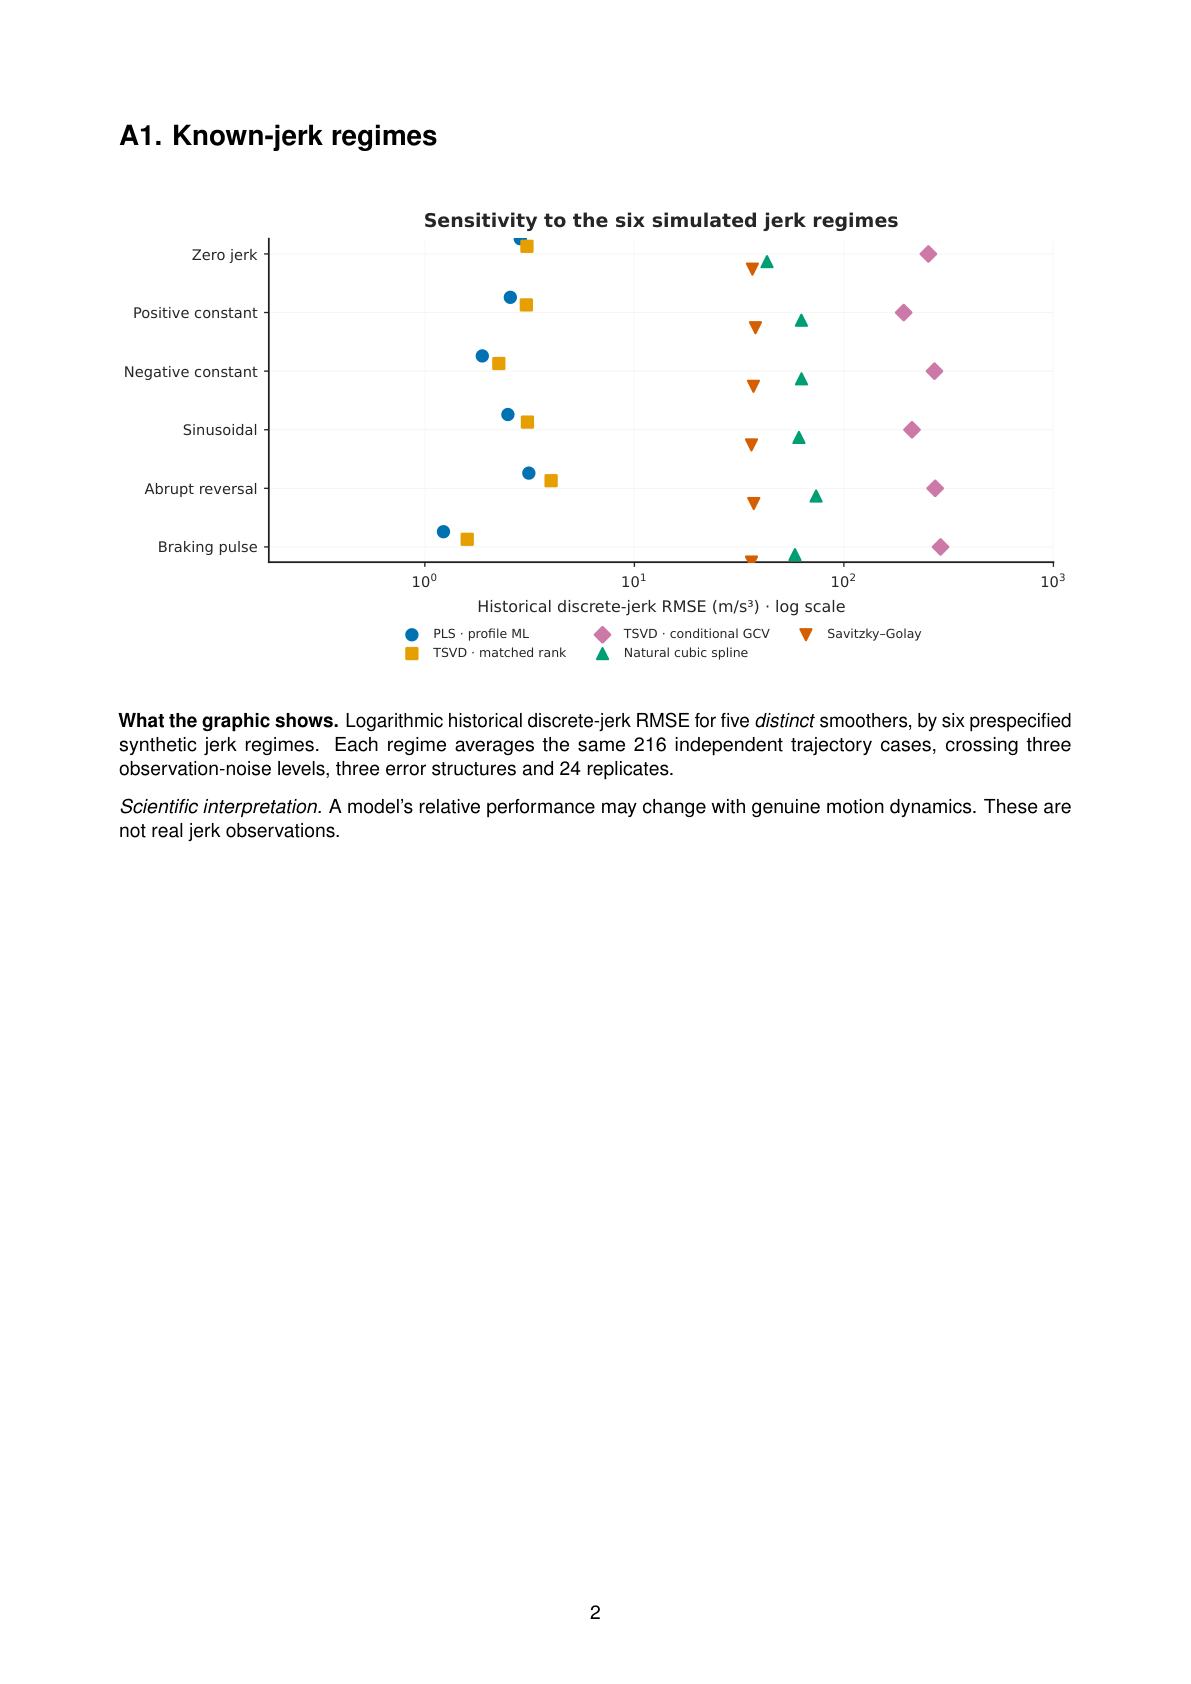 A1. Known-jerk regimes
Sensitivity to the six simulated jerk regimes
Zero jerk
Positive constant
Negative constant
Sinusoidal
Abrupt reversal
Braking pulse
10⁰ 10¹ 10² 10³
Historical discrete-jerk RMSE (m/s³) · log scale
PLS · profile ML TSVD · conditional GCV Savitzky–Golay
TSVD · matched rank Natural cubic spline
What the graphic shows. Logarithmic historical discrete-jerk RMSE for five distinct smoothers, by six prespecified
synthetic jerk regimes. Each regime averages the same 216 independent trajectory cases, crossing three
observation-noise levels, three error structures and 24 replicates.
Scientific interpretation. A model’s relative performance may change with genuine motion dynamics. These are
not real jerk observations.
2